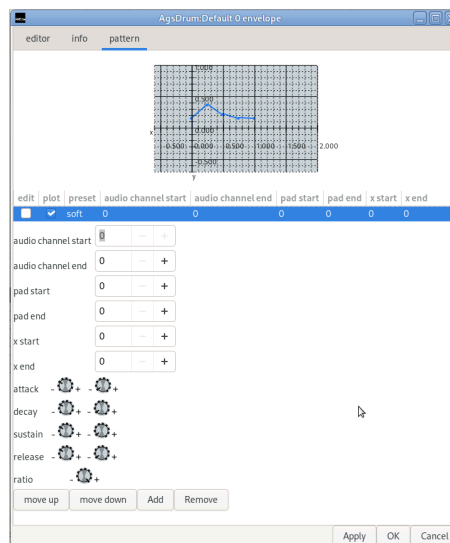 AgsDrum:Default 0 envelope
editor info pattern
1.000
0.500
x 0.000
-0.500 0.000 0.500 1.000 1.500 2.000
-0.500
y
edit plot preset audio channel start audio channel end pad start pad end x start x end
soft 0 0 0 0 0 0
audio channel start 0 - +
audio channel end 0 - +
pad start 0 - +
pad end 0 - +
x start 0 - +
x end 0 - +
attack - + - +
decay - + - +
sustain - + - +
release - + - +
ratio - +
move up move down Add Remove
Apply OK Cancel